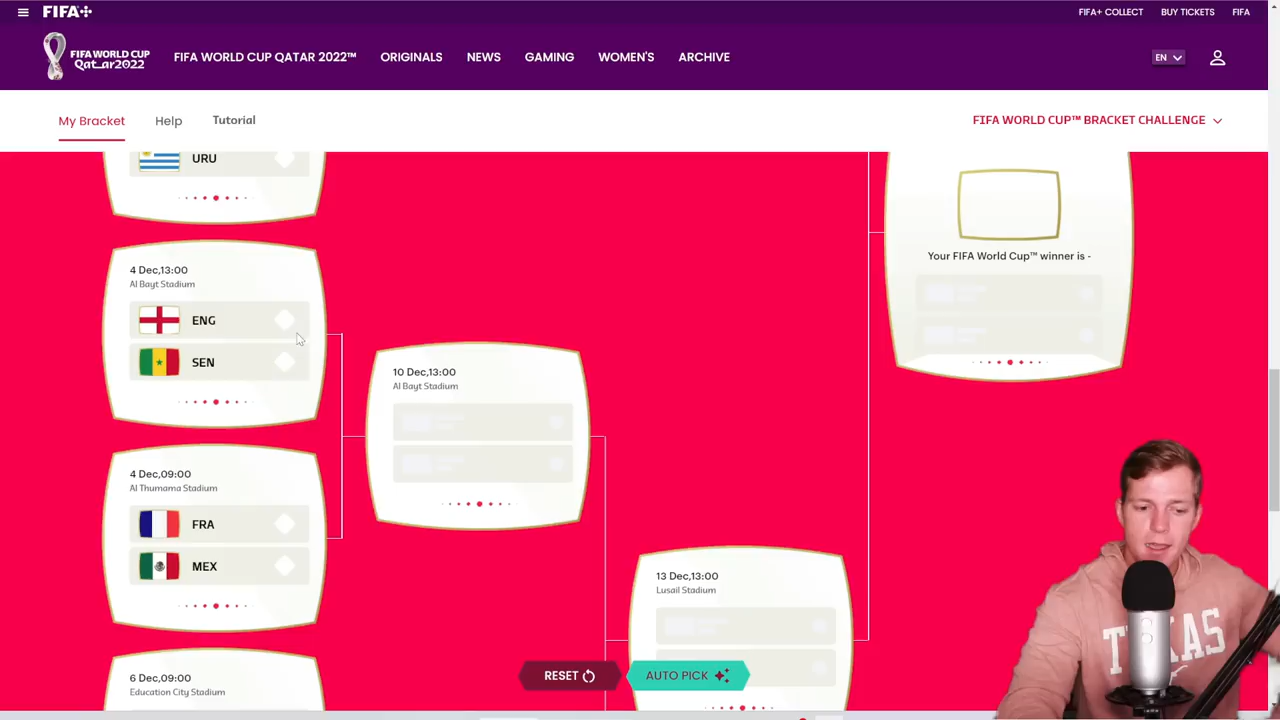 FIFA+
FIFA+ COLLECT
BUY TICKETS
FIFA
FIFA WORLD CUP
Qatar2022
FIFA WORLD CUP QATAR 2022™
ORIGINALS
NEWS
GAMING
WOMEN'S
ARCHIVE
EN
My Bracket
Help
Tutorial
FIFA WORLD CUP™ BRACKET CHALLENGE
URU
4 Dec,13:00
Al Bayt Stadium
ENG
SEN
4 Dec,09:00
Al Thumama Stadium
FRA
MEX
6 Dec,09:00
Education City Stadium
10 Dec,13:00
Al Bayt Stadium
13 Dec,13:00
Lusail Stadium
Your FIFA World Cup™ winner is -
RESET
AUTO PICK
TEXAS